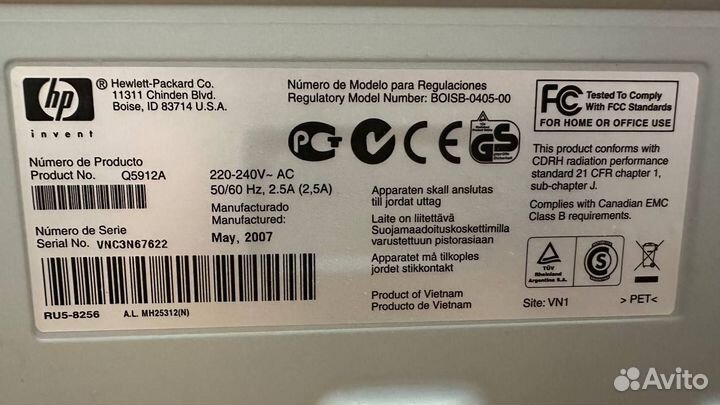 hp
invent
® Hewlett-Packard Co.
11311 Chinden Blvd.
Boise, ID 83714 U.S.A.
Número de Modelo para Regulaciones
Regulatory Model Number: BOISB-0405-00
FC Tested To Comply
With FCC Standards
FOR HOME OR OFFICE USE
Número de Producto
Product No. Q5912A
220-240V~ AC
50/60 Hz, 2.5A (2,5A)
Manufacturado
Manufactured:
May, 2007
Número de Serie
Serial No. VNC3N67622
RU5-8256
A.L. MH25312(N)
PCT N CE GS
Apparaten skall anslutas
till jordat uttag
Laite on liitettävä
Suojamaadoituskoskettimilla
varustettuun pistorasiaan
Apparatet må tilkoples
jordet stikkontakt
Product of Vietnam
Producto de Vietnam
This product conforms with
CDRH radiation performance
standard 21 CFR chapter 1,
sub-chapter J.
Complies with Canadian EMC
Class B requirements.
TÜV
Rheinland
Argentina S.A.
S
Site: VN1
>PET<
Avito